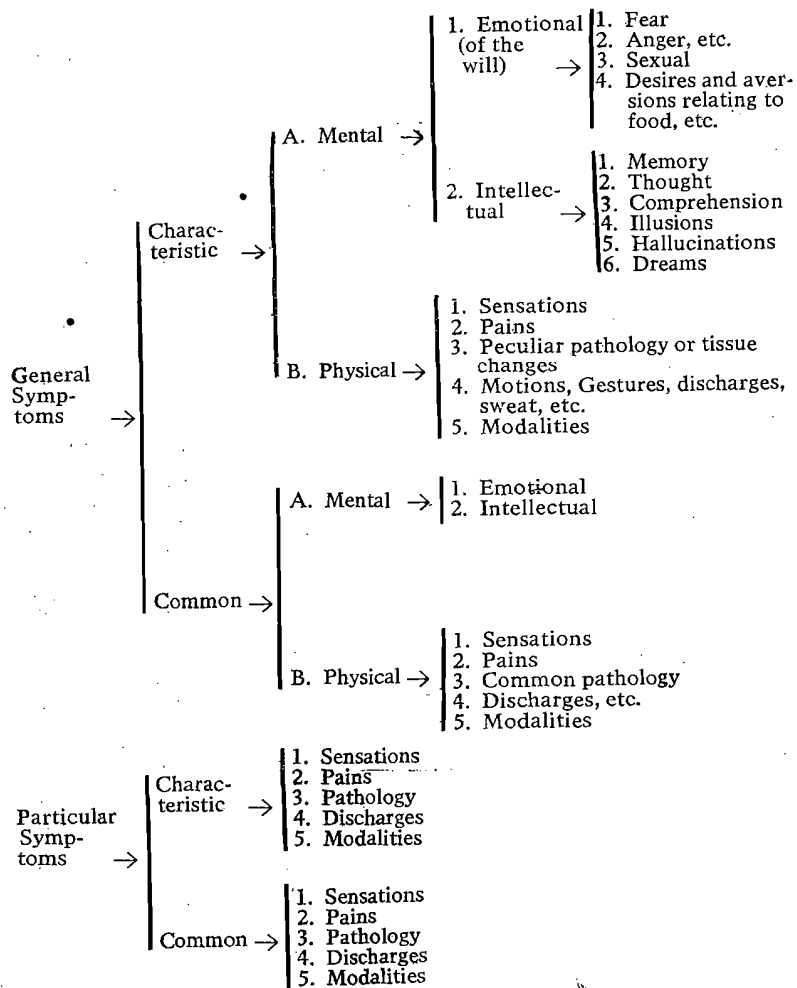 1. Emotional
(of the
will) →
1. Fear
2. Anger, etc.
3. Sexual
4. Desires and aver-
sions relating to
food, etc.
A. Mental →
2. Intellec-
tual →
1. Memory
2. Thought
3. Comprehension
4. Illusions
5. Hallucinations
6. Dreams
Charac-
teristic →
B. Physical →
1. Sensations
2. Pains
3. Peculiar pathology or tissue
changes
4. Motions, Gestures, discharges,
sweat, etc.
5. Modalities
General
Symp-
toms →
A. Mental →
1. Emotional
2. Intellectual
Common →
B. Physical →
1. Sensations
2. Pains
3. Common pathology
4. Discharges, etc.
5. Modalities
Particular
Symp-
toms →
Charac-
teristic →
1. Sensations
2. Pains
3. Pathology
4. Discharges
5. Modalities
Common →
1. Sensations
2. Pains
3. Pathology
4. Discharges
5. Modalities